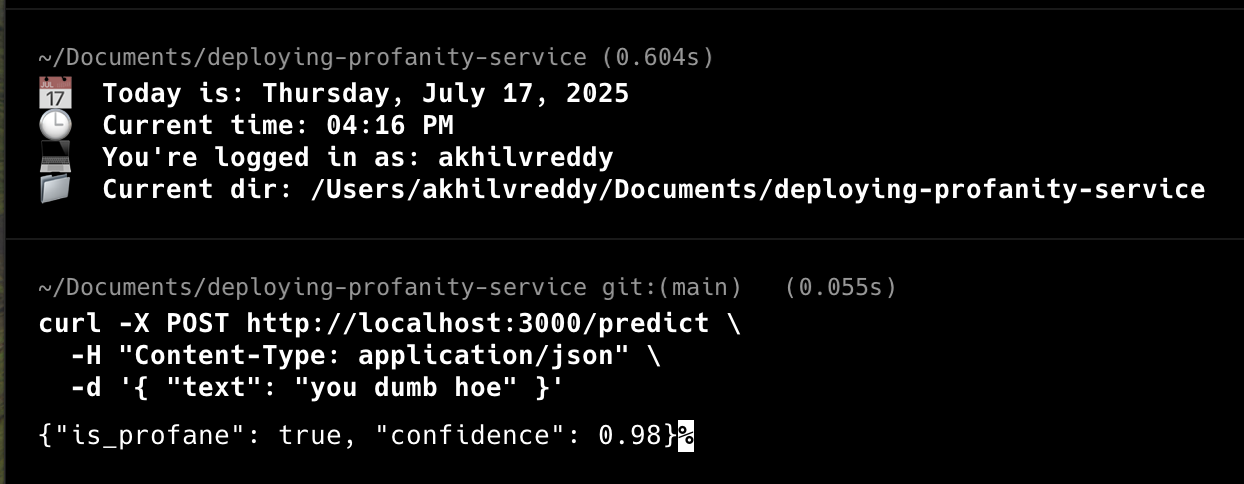 ~/Documents/deploying-profanity-service (0.604s)
JUL 17 Today is: Thursday, July 17, 2025
Current time: 04:16 PM
You're logged in as: akhilvreddy
Current dir: /Users/akhilvreddy/Documents/deploying-profanity-service
~/Documents/deploying-profanity-service git:(main) (0.055s)
curl -X POST http://localhost:3000/predict \
  -H "Content-Type: application/json" \
  -d '{ "text": "you dumb hoe" }'
{"is_profane": true, "confidence": 0.98}%